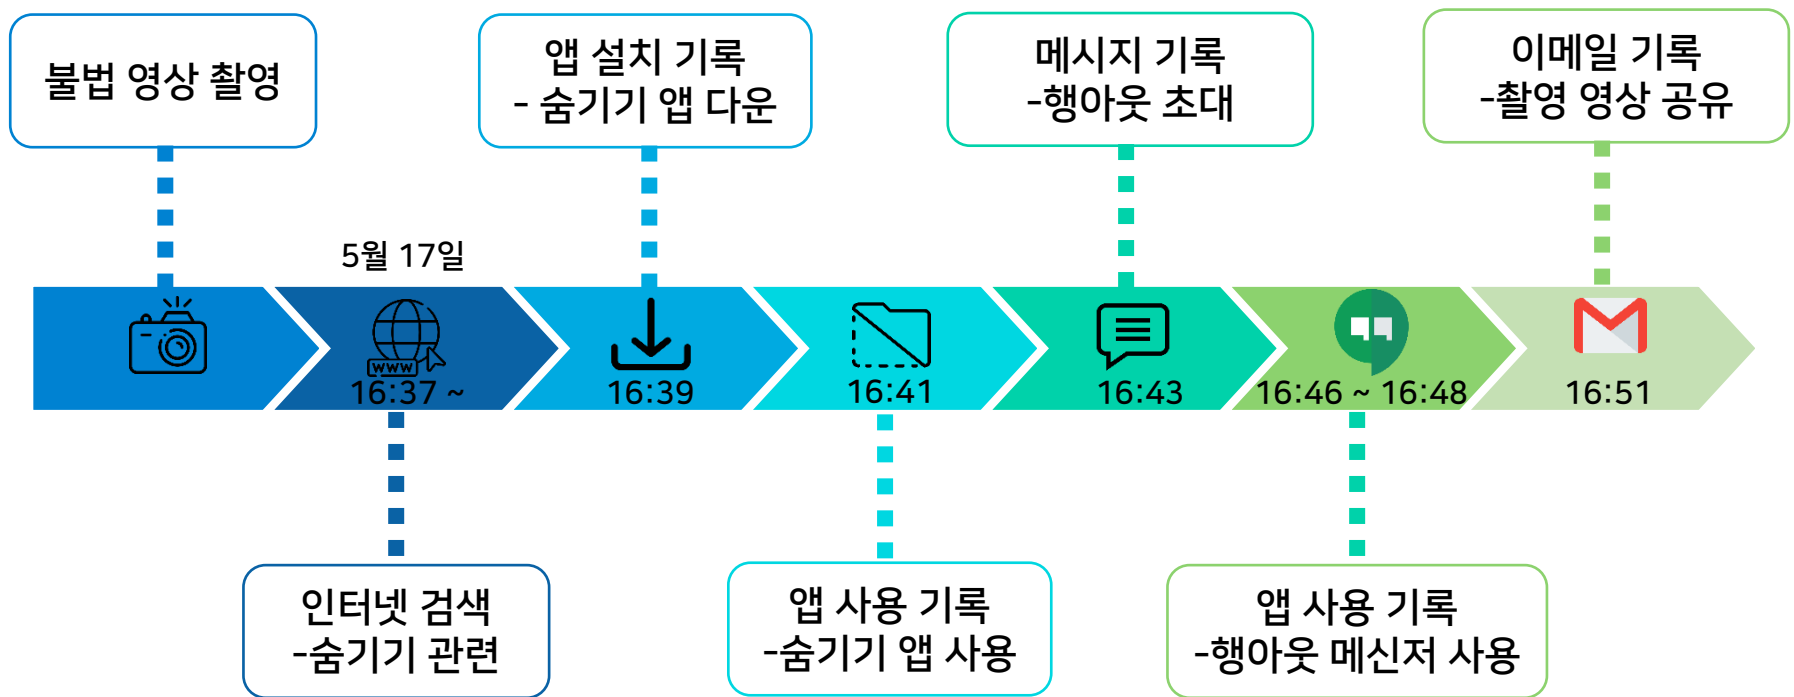 불법 영상 촬영
앱 설치 기록
- 숨기기 앱 다운
메시지 기록
-행아웃 초대
이메일 기록
-촬영 영상 공유
5월 17일
www
16:37 ~
16:39
16:41
16:43
16:46 ~ 16:48
16:51
인터넷 검색
-숨기기 관련
앱 사용 기록
-숨기기 앱 사용
앱 사용 기록
-행아웃 메신저 사용